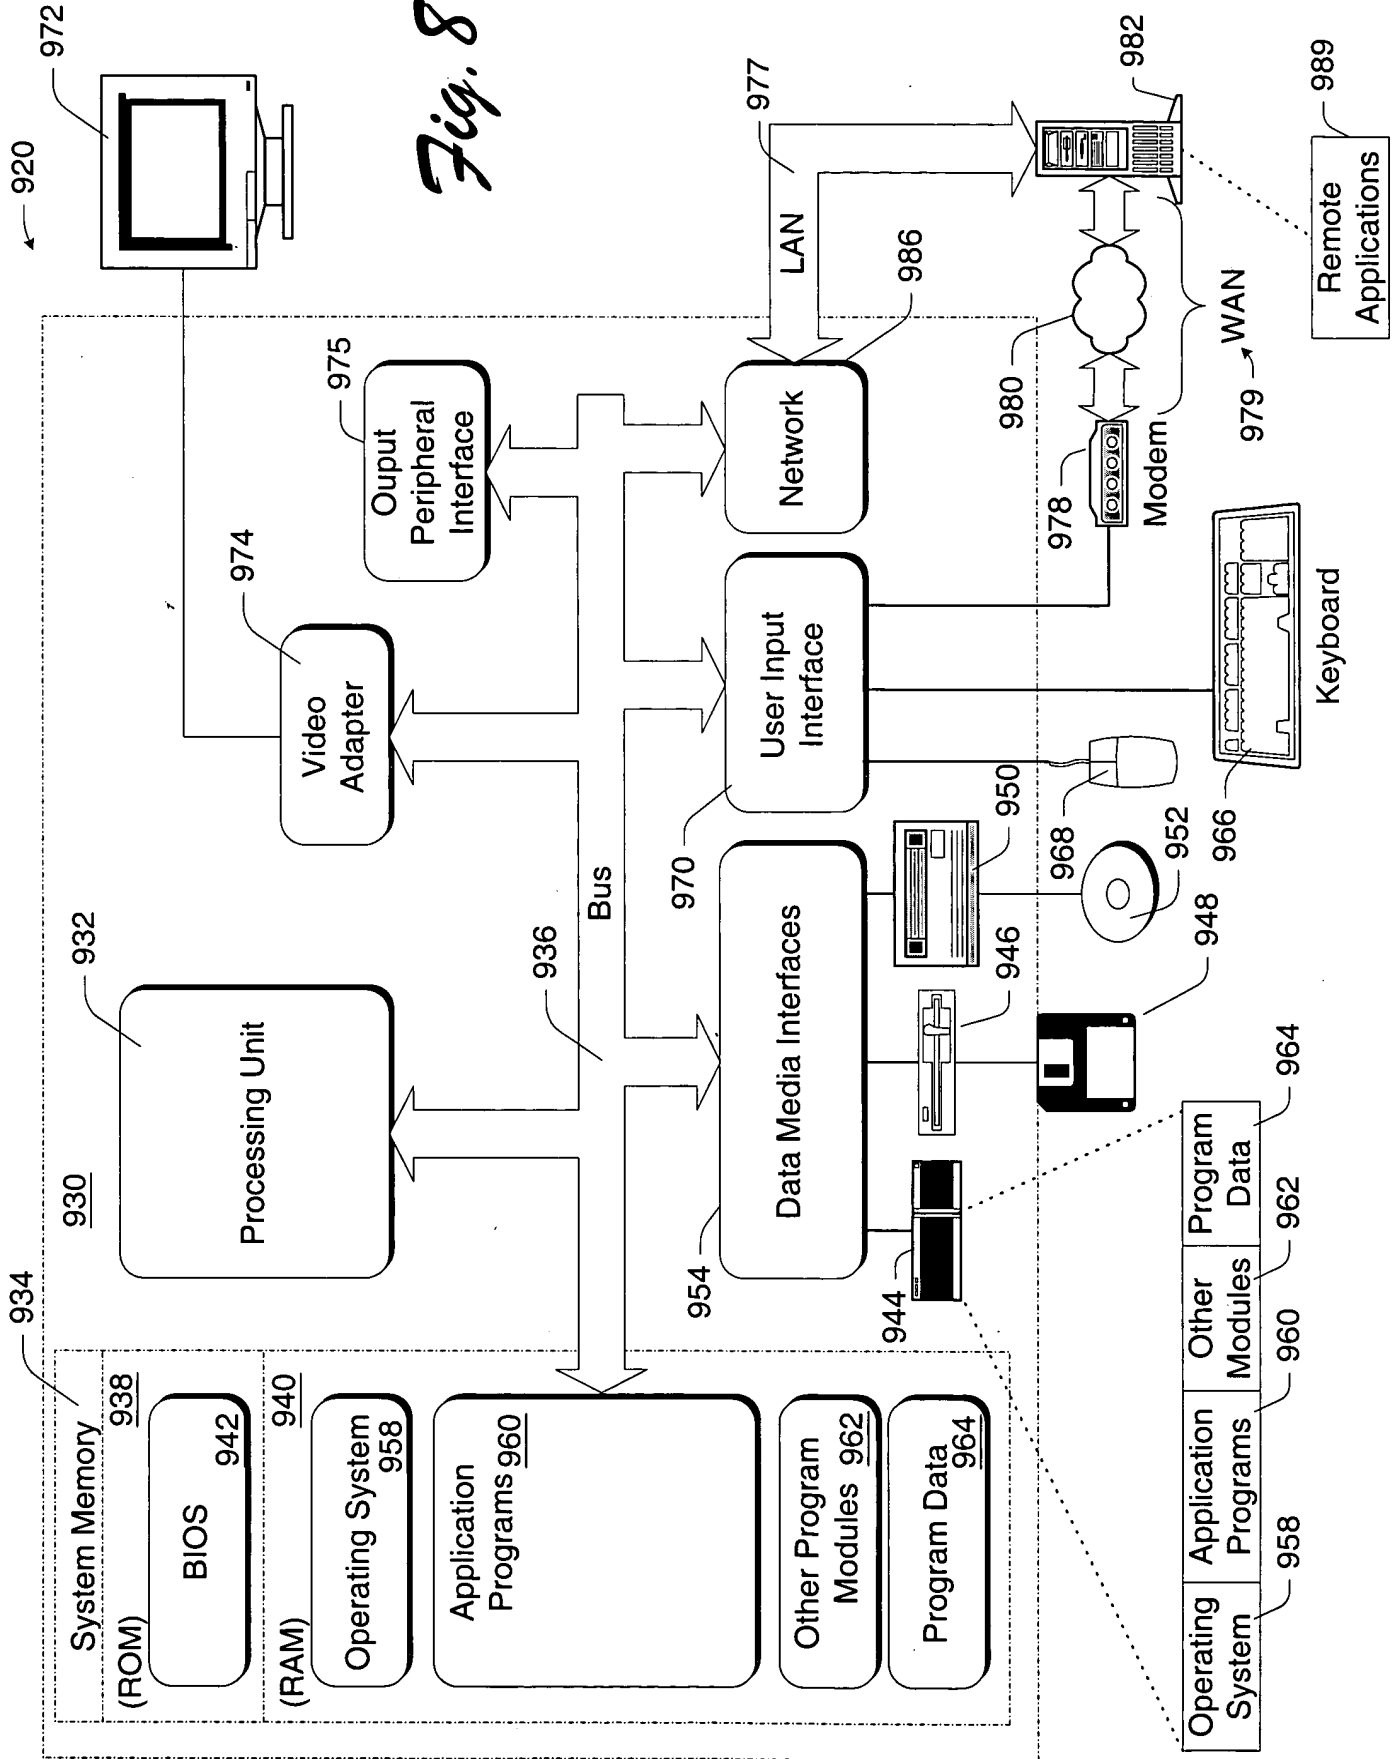 920
972
Fig. 8
934
System Memory
(ROM)
938
BIOS
942
(RAM)
940
Operating System
958
Application
Programs 960
Other Program
Modules 962
Program Data
964
930
932
Processing Unit
936
Bus
974
Video
Adapter
975
Ouput
Peripheral
Interface
954
Data Media Interfaces
970
User Input
Interface
Network
986
LAN
977
944
946
950
968
952
948
978
Modem
980
979
WAN
982
966
Keyboard
Remote
Applications
989
Operating
System
Application
Programs
Other
Modules
Program
Data
958
960
962
964